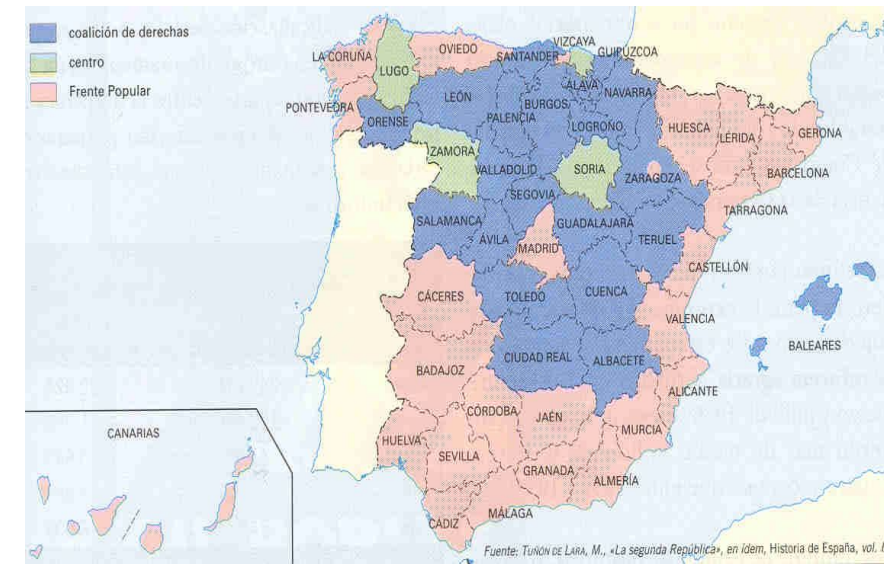 coalición de derechas
centro
Frente Popular
LA CORUÑA
LUGO
OVIEDO
SANTANDER
VIZCAYA
GUIPÚZCOA
PONTEVEDRA
ORENSE
LEÓN
PALENCIA
BURGOS
ÁLAVA
NAVARRA
LOGROÑO
HUESCA
LÉRIDA
GERONA
BARCELONA
ZAMORA
VALLADOLID
SORIA
ZARAGOZA
SEGOVIA
TARRAGONA
SALAMANCA
ÁVILA
MADRID
GUADALAJARA
TERUEL
CASTELLÓN
CÁCERES
TOLEDO
CUENCA
VALENCIA
BALEARES
BADAJOZ
CIUDAD REAL
ALBACETE
ALICANTE
CÓRDOBA
JAÉN
MURCIA
HUELVA
SEVILLA
GRANADA
ALMERÍA
CÁDIZ
MÁLAGA
CANARIAS
Fuente: TUÑÓN DE LARA, M., «La segunda República», en ídem, Historia de España, vol.